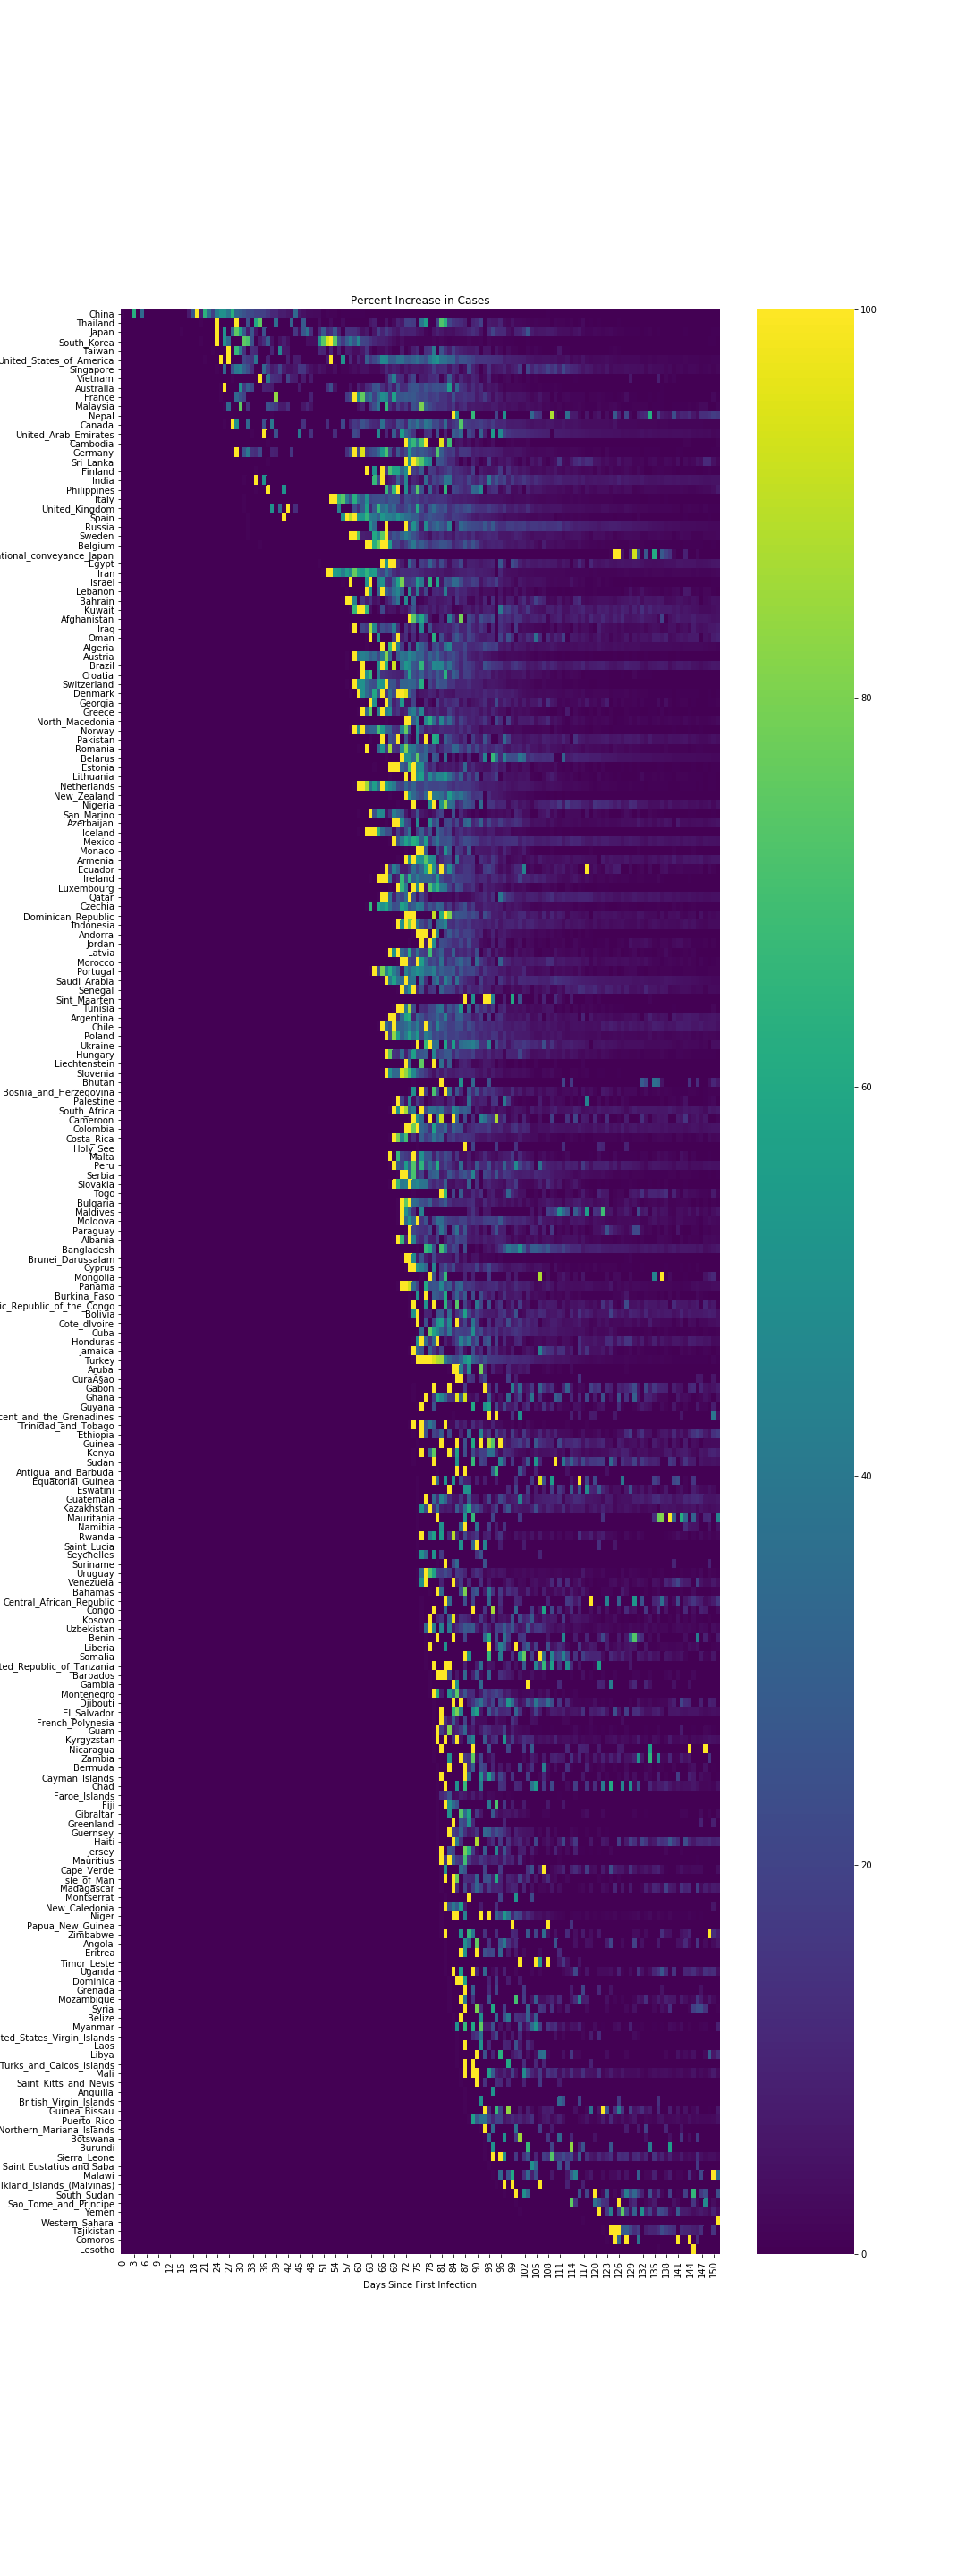 Percent Increase in Cases
China
Thailand
Japan
South_Korea
Taiwan
United_States_of_America
Singapore
Vietnam
Australia
France
Malaysia
Nepal
Canada
United_Arab_Emirates
Cambodia
Germany
Sri_Lanka
Finland
India
Philippines
Italy
United_Kingdom
Spain
Russia
Sweden
Belgium
ational_conveyance_Japan
Egypt
Iran
Israel
Lebanon
Bahrain
Kuwait
Afghanistan
Iraq
Oman
Algeria
Austria
Brazil
Croatia
Switzerland
Denmark
Georgia
Greece
North_Macedonia
Norway
Pakistan
Romania
Belarus
Estonia
Lithuania
Netherlands
New_Zealand
Nigeria
San_Marino
Azerbaijan
Iceland
Mexico
Monaco
Armenia
Ecuador
Ireland
Luxembourg
Qatar
Czechia
Dominican_Republic
Indonesia
Andorra
Jordan
Latvia
Morocco
Portugal
Saudi_Arabia
Senegal
Sint_Maarten
Tunisia
Argentina
Chile
Poland
Ukraine
Hungary
Liechtenstein
Slovenia
Bhutan
Bosnia_and_Herzegovina
Palestine
South_Africa
Cameroon
Colombia
Costa_Rica
Holy_See
Malta
Peru
Serbia
Slovakia
Togo
Bulgaria
Maldives
Moldova
Paraguay
Albania
Bangladesh
Brunei_Darussalam
Cyprus
Mongolia
Panama
Burkina_Faso
ic_Republic_of_the_Congo
Bolivia
Cote_dIvoire
Cuba
Honduras
Jamaica
Turkey
Aruba
CuraÃ§ao
Gabon
Ghana
Guyana
cent_and_the_Grenadines
Trinidad_and_Tobago
Ethiopia
Guinea
Kenya
Sudan
Antigua_and_Barbuda
Equatorial_Guinea
Eswatini
Guatemala
Kazakhstan
Mauritania
Namibia
Rwanda
Saint_Lucia
Seychelles
Suriname
Uruguay
Venezuela
Bahamas
Central_African_Republic
Congo
Kosovo
Uzbekistan
Benin
Liberia
Somalia
ted_Republic_of_Tanzania
Barbados
Gambia
Montenegro
Djibouti
El_Salvador
French_Polynesia
Guam
Kyrgyzstan
Nicaragua
Zambia
Bermuda
Cayman_Islands
Chad
Faroe_Islands
Fiji
Gibraltar
Greenland
Guernsey
Haiti
Jersey
Mauritius
Cape_Verde
Isle_of_Man
Madagascar
Montserrat
New_Caledonia
Niger
Papua_New_Guinea
Zimbabwe
Angola
Eritrea
Timor_Leste
Uganda
Dominica
Grenada
Mozambique
Syria
Belize
Myanmar
ted_States_Virgin_Islands
Laos
Libya
Turks_and_Caicos_islands
Mali
Saint_Kitts_and_Nevis
Anguilla
British_Virgin_Islands
Guinea_Bissau
Puerto_Rico
Northern_Mariana_Islands
Botswana
Burundi
Sierra_Leone
Saint Eustatius and Saba
Malawi
lkland_Islands_(Malvinas)
South_Sudan
Sao_Tome_and_Principe
Yemen
Western_Sahara
Tajikistan
Comoros
Lesotho
0 3 6 9 12 15 18 21 24 27 30 33 36 39 42 45 48 51 54 57 60 63 66 69 72 75 78 81 84 87 90 93 96 99 102 105 108 111 114 117 120 123 126 129 132 135 138 141 144 147 150
Days Since First Infection
100
80
60
40
20
0